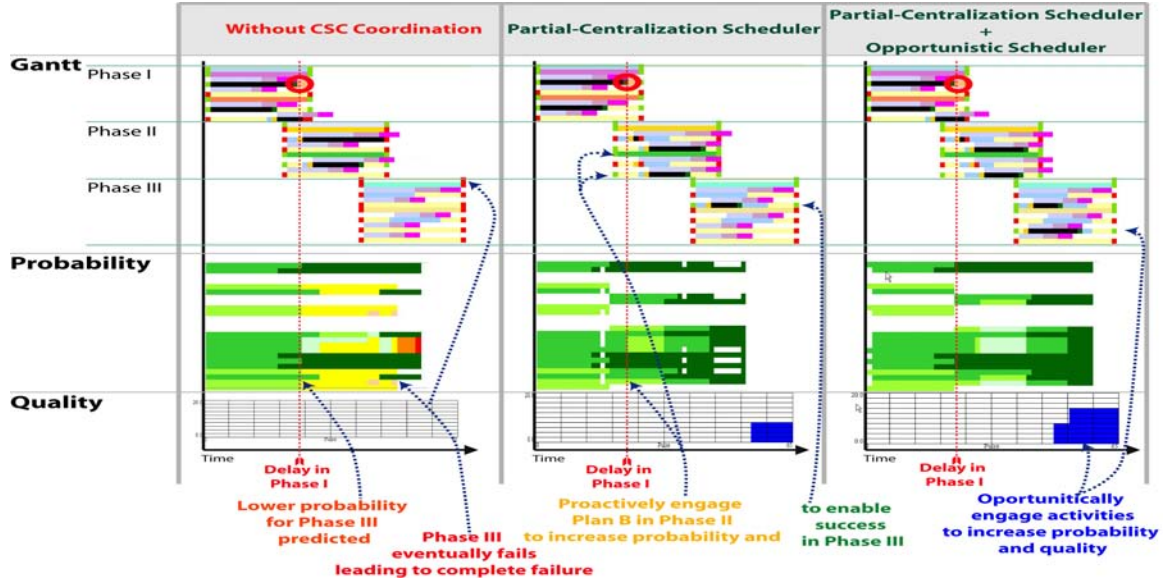 Without CSC Coordination
Partial-Centralization Scheduler
Partial-Centralization Scheduler
+
Opportunistic Scheduler
Gantt
Phase I
Phase II
Phase III
Probability
Quality
Time
Time
Time
Delay in
Phase I
Delay in
Phase I
Delay in
Phase I
Lower probability
for Phase III
predicted
Phase III
eventually fails
leading to complete failure
Proactively engage
Plan B in Phase II
to increase probability and
to enable
success
in Phase III
Oportunitically
engage activities
to increase probability
and quality